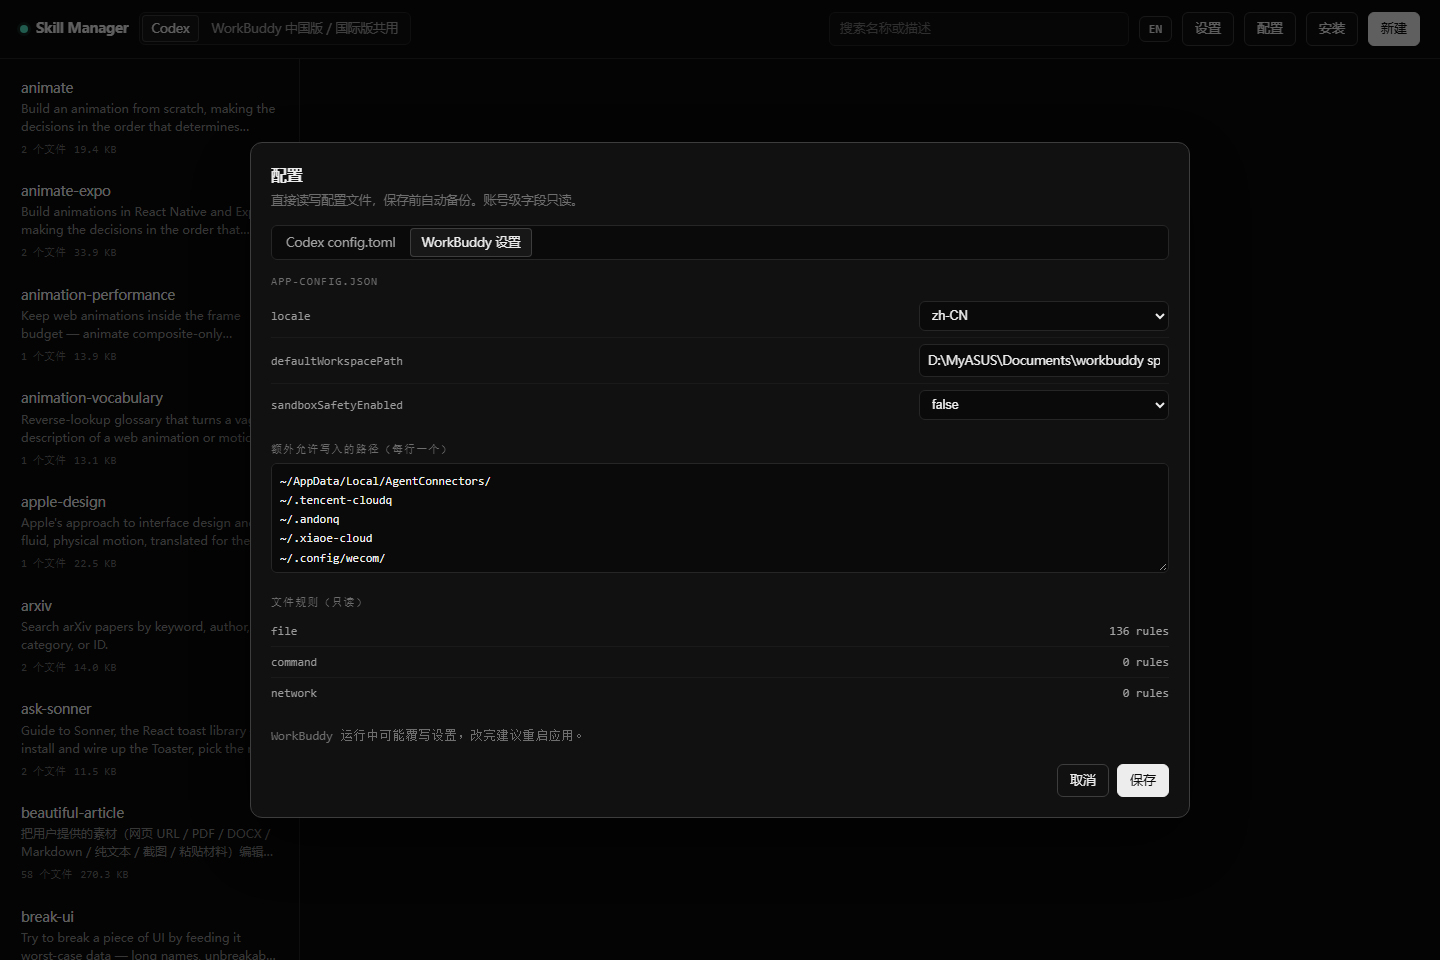 Skill Manager
Codex
WorkBuddy 中国版 / 国际版共用
搜索名称或描述
EN
设置
配置
安装
新建
animate
Build an animation from scratch, making the
decisions in the order that determines...
2 个文件 19.4 KB
animate-expo
Build animations in React Native and Ex
making the decisions in the order that
2 个文件 33.9 KB
animation-performance
Keep web animations inside the frame
budget — animate composite-only...
1 个文件 13.9 KB
animation-vocabulary
Reverse-lookup glossary that turns a va
description of a web animation or motio
1 个文件 13.1 KB
apple-design
Apple's approach to interface design an
fluid, physical motion, translated for the
1 个文件 22.5 KB
arxiv
Search arXiv papers by keyword, author,
category, or ID.
2 个文件 14.0 KB
ask-sonner
Guide to Sonner, the React toast library
install and wire up the Toaster, pick the
2 个文件 11.5 KB
beautiful-article
把用户提供的素材（网页 URL / PDF / DOCX /
Markdown / 纯文本 / 截图 / 粘贴材料）编辑...
58 个文件 270.3 KB
break-ui
Try to break a piece of UI by feeding it
worst-case data — long names, unbreakab...
配置
直接读写配置文件，保存前自动备份。账号级字段只读。
Codex config.toml
WorkBuddy 设置
APP-CONFIG.JSON
locale
zh-CN
defaultWorkspacePath
D:\MyASUS\Documents\workbuddy sp
sandboxSafetyEnabled
false
额外允许写入的路径（每行一个）
~/AppData/Local/AgentConnectors/
~/.tencent-cloudq
~/.andonq
~/.xiaoe-cloud
~/.config/wecom/
文件规则（只读）
file
136 rules
command
0 rules
network
0 rules
WorkBuddy 运行中可能覆写设置，改完建议重启应用。
取消
保存